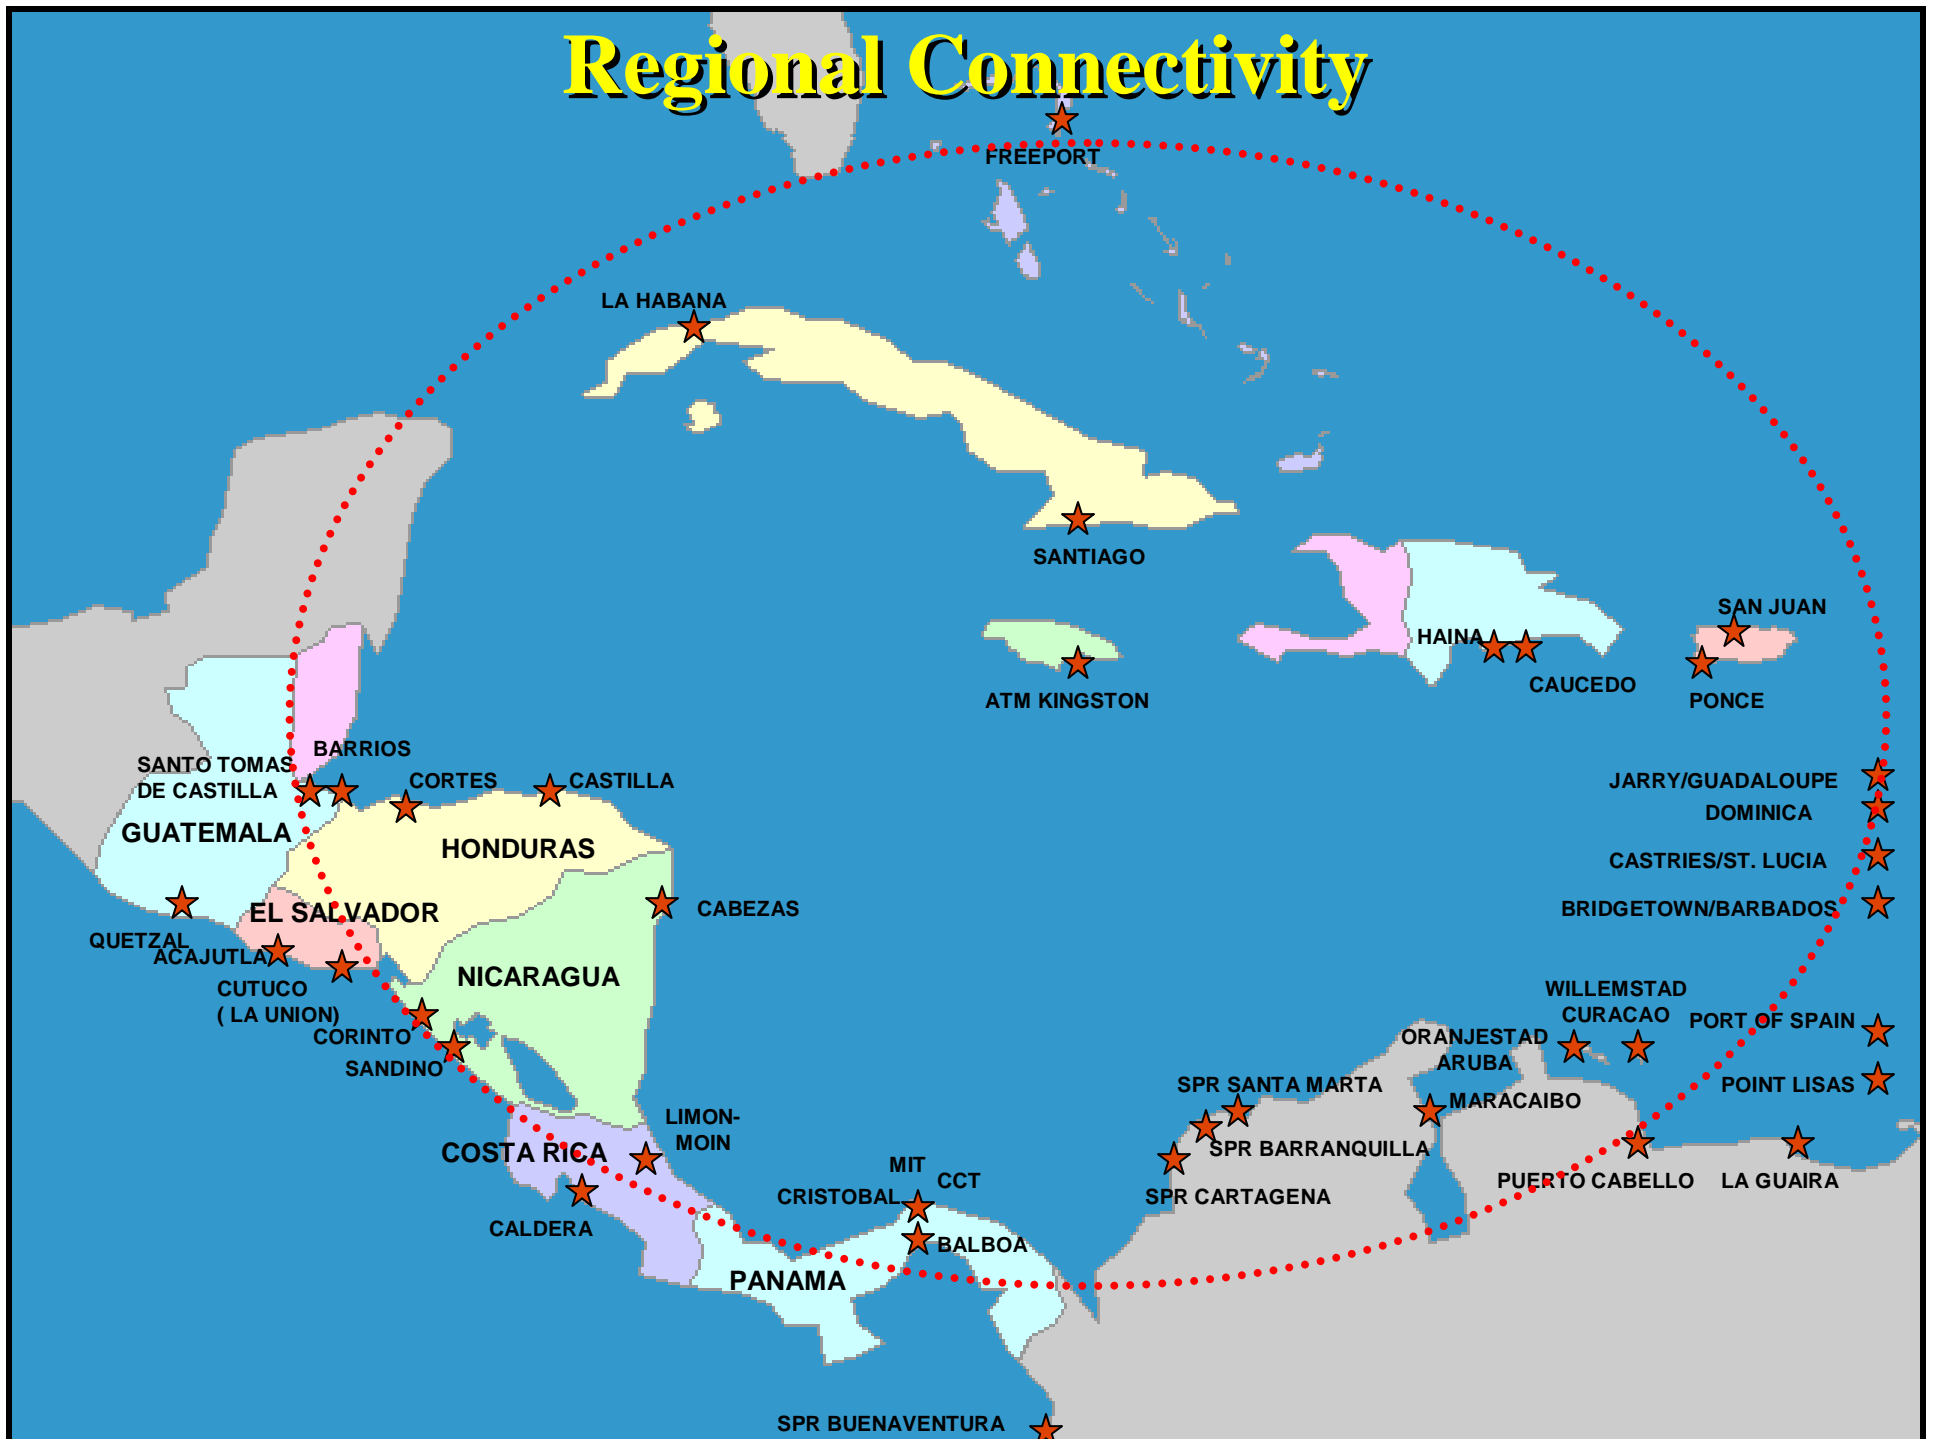 Regional Connectivity
FREEPORT
LA HABANA
SANTIAGO
SAN JUAN
HAINA
CAUCEDO
PONCE
ATM KINGSTON
BARRIOS
SANTO TOMAS
DE CASTILLA
CORTES
CASTILLA
JARRY/GUADALOUPE
DOMINICA
GUATEMALA
HONDURAS
CASTRIES/ST. LUCIA
EL SALVADOR
CABEZAS
BRIDGETOWN/BARBADOS
QUETZAL
ACAJUTLA
NICARAGUA
CUTUCO
( LA UNION)
WILLEMSTAD
CURACAO
CORINTO
SANDINO
ORANJESTAD
ARUBA
PORT OF SPAIN
SPR SANTA MARTA
MARACAIBO
POINT LISAS
LIMON-
MOIN
COSTA RICA
SPR BARRANQUILLA
MIT
CCT
CRISTOBAL
SPR CARTAGENA
PUERTO CABELLO
LA GUAIRA
CALDERA
BALBOA
PANAMA
SPR BUENAVENTURA